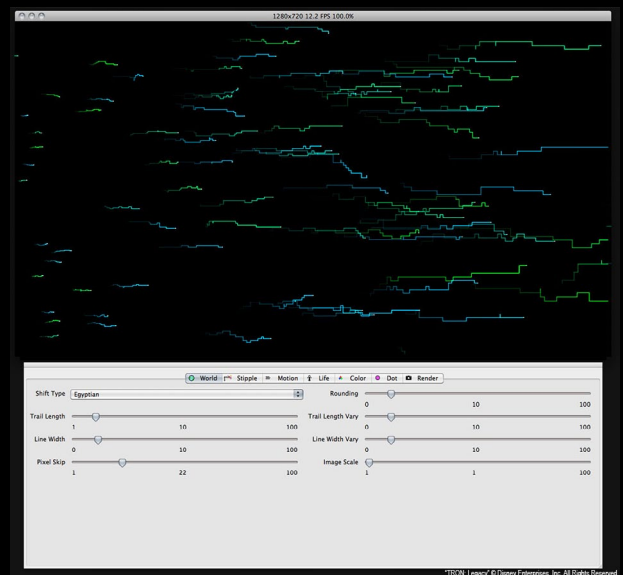 1280x720 12.2 FPS 100.0%
World Stipple Motion Life Color Dot Render
Shift Type Egyptian Rounding
0 10 100
Trail Length Trail Length Vary
1 10 100 0 10 100
Line Width Line Width Vary
0 10 100 0 10 100
Pixel Skip Image Scale
1 22 100 1 1 100
"TRON: Legacy" © Disney Enterprises, Inc. All Rights Reserved